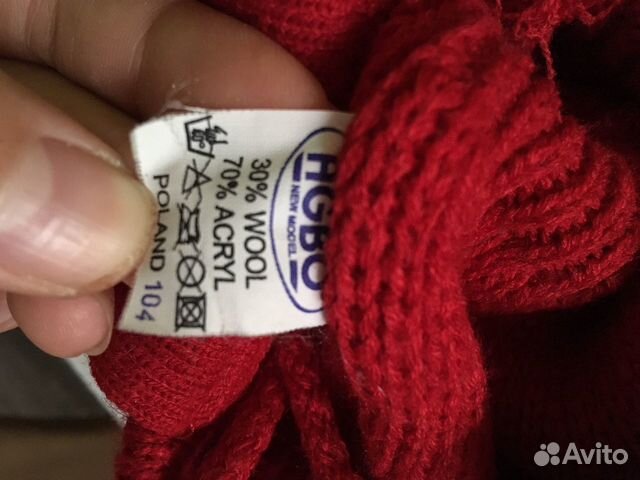 AGBO
NEW MODEL
30% WOOL
70% ACRYL
POLAND 104
Avito